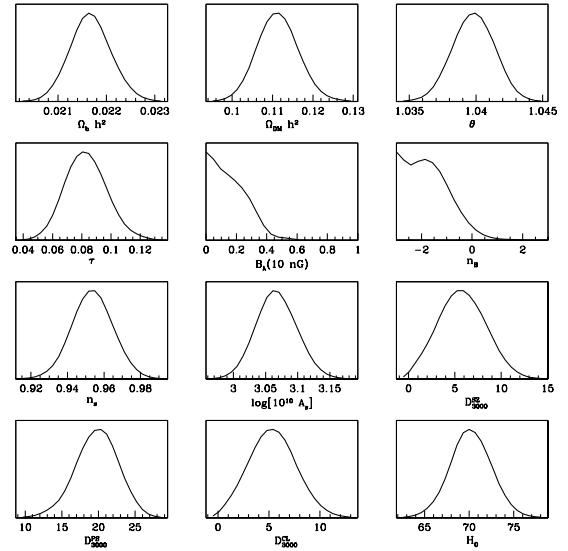 0.021 0.022 0.023 0.1 0.11 0.12 0.13 1.035 1.04 1.045
Ω_b h² Ω_DM h² θ
0.04 0.06 0.08 0.10 0.12 0 0.2 0.4 0.6 0.8 1 −2 0 2
τ B_λ(10 nG) n_B
0.92 0.94 0.96 0.98 3 3.05 3.1 3.15 0 5 10 15
n_s log[10¹⁰ A_s] D^SZ_3000
10 15 20 25 0 5 10 65 70 75
D^PS_3000 D^CL_3000 H_0